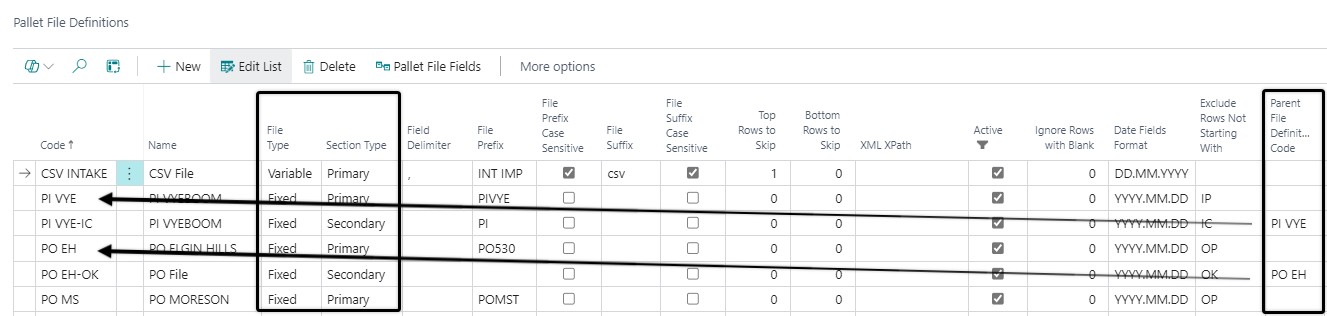 Pallet File Definitions
New Edit List Delete Pallet File Fields More options
Code↑ Name File Type Section Type Field Delimiter File Prefix File Prefix Case Sensitive File Suffix File Suffix Case Sensitive Top Rows to Skip Bottom Rows to Skip XML XPath Active Ignore Rows with Blank Date Fields Format Exclude Rows Not Starting With Parent File Definit... Code
CSV INTAKE CSV File Variable Primary , INT IMP csv 1 0 0 DD.MM.YYYY
PI VYE PI VYEBOOM Fixed Primary PIVYE 0 0 0 YYYY.MM.DD IP
PI VYE-IC PI VYEBOOM Fixed Secondary PI 0 0 0 YYYY.MM.DD IC PI VYE
PO EH PO ELGIN HILLS Fixed Primary PO530 0 0 0 YYYY.MM.DD OP
PO EH-OK PO File Fixed Secondary 0 0 0 YYYY.MM.DD OK PO EH
PO MS PO MORESON Fixed Primary POMST 0 0 0 YYYY.MM.DD OP